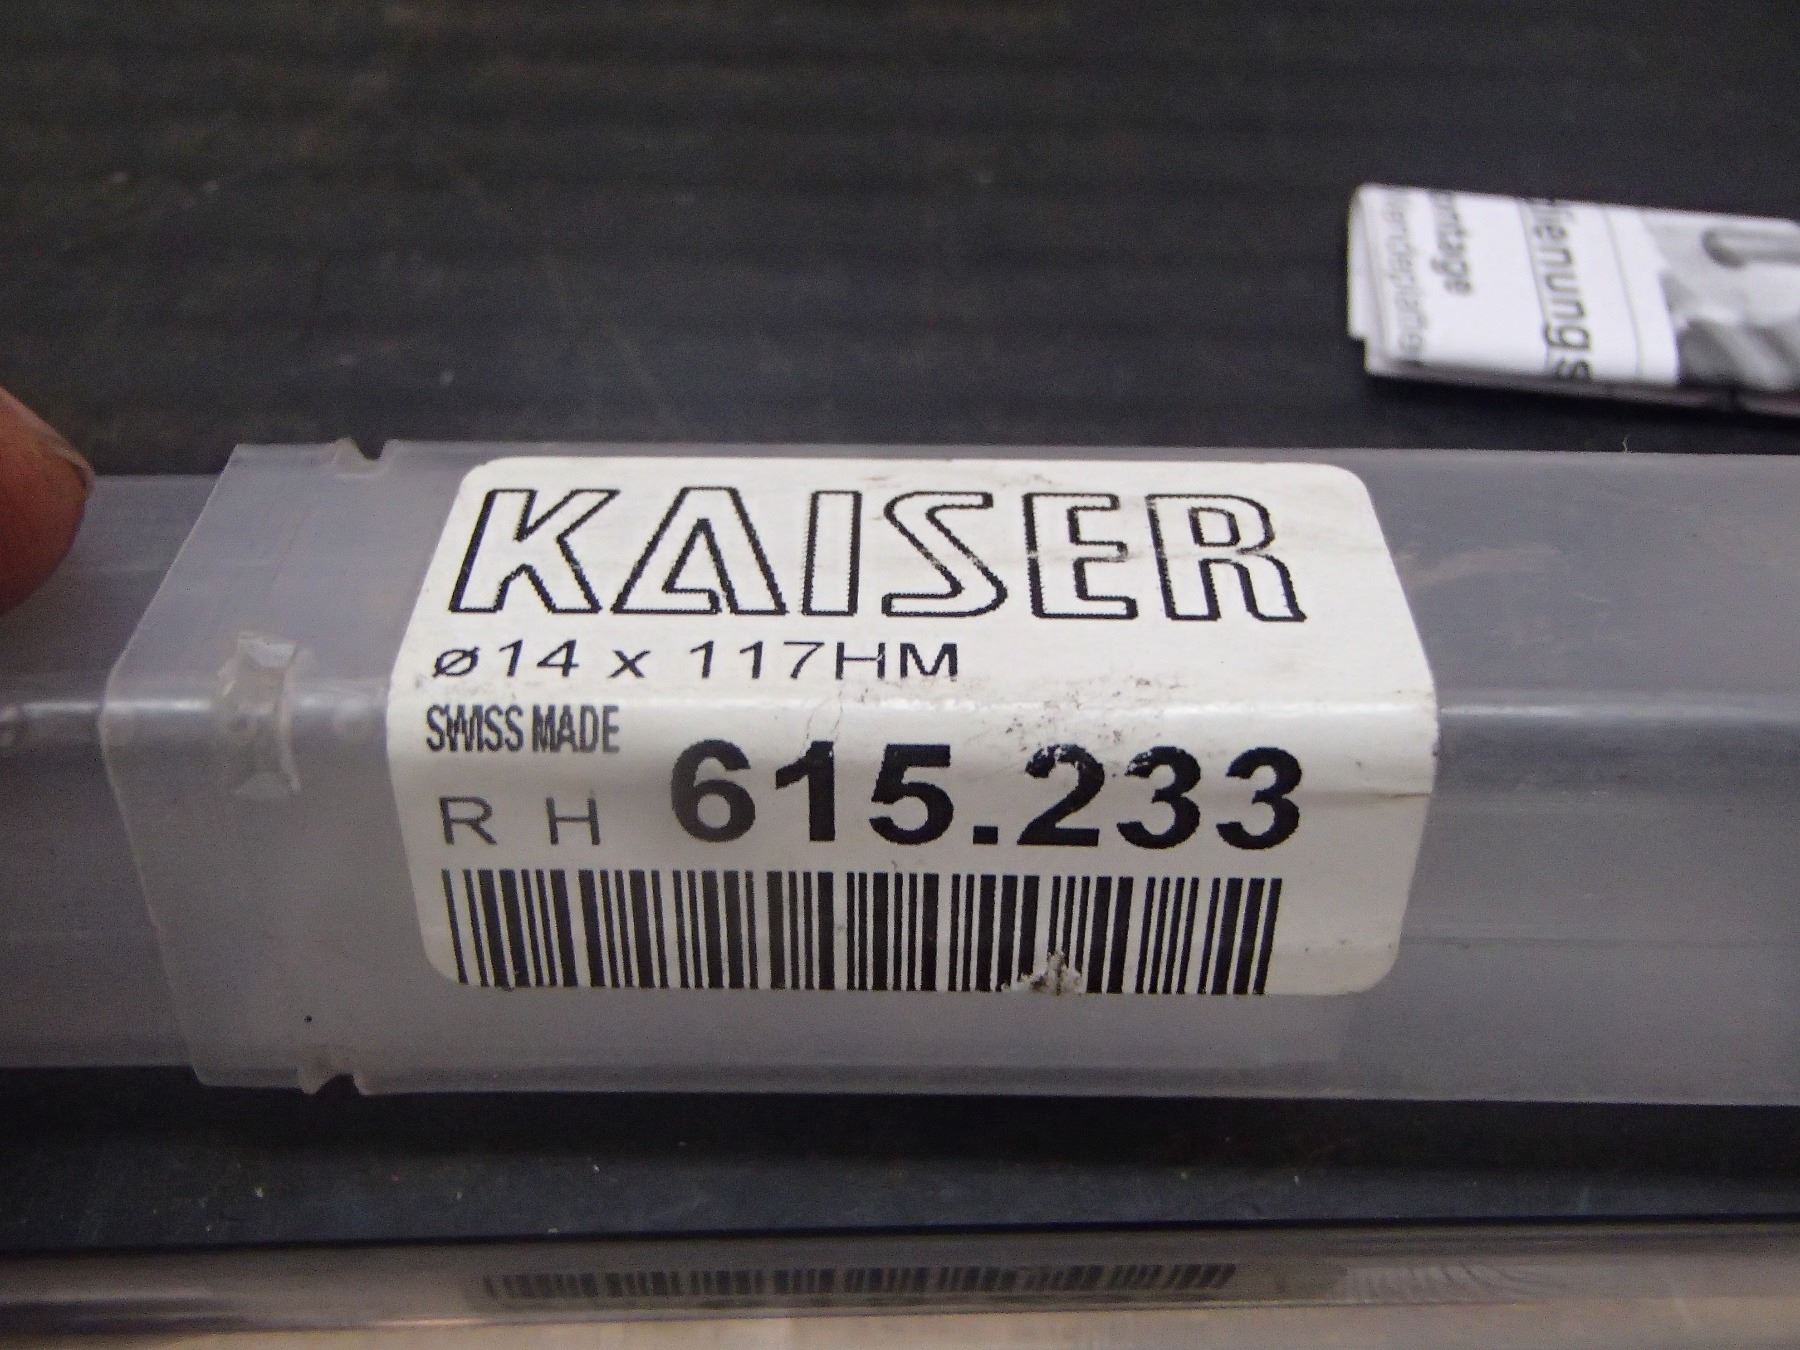 KAISER
ø14 x 117HM
SWISS MADE
R H 615.233